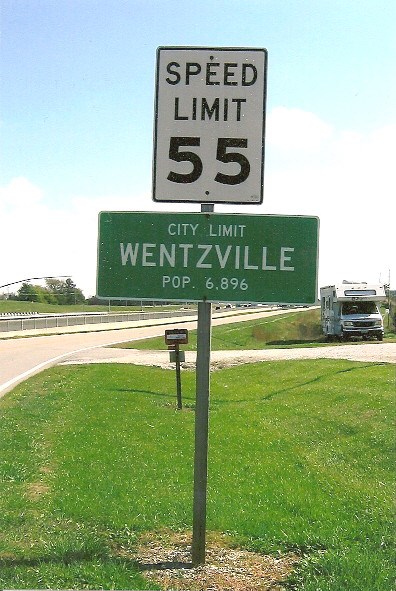 SPEED
LIMIT
55
CITY LIMIT
WENTZVILLE
POP. 6,896